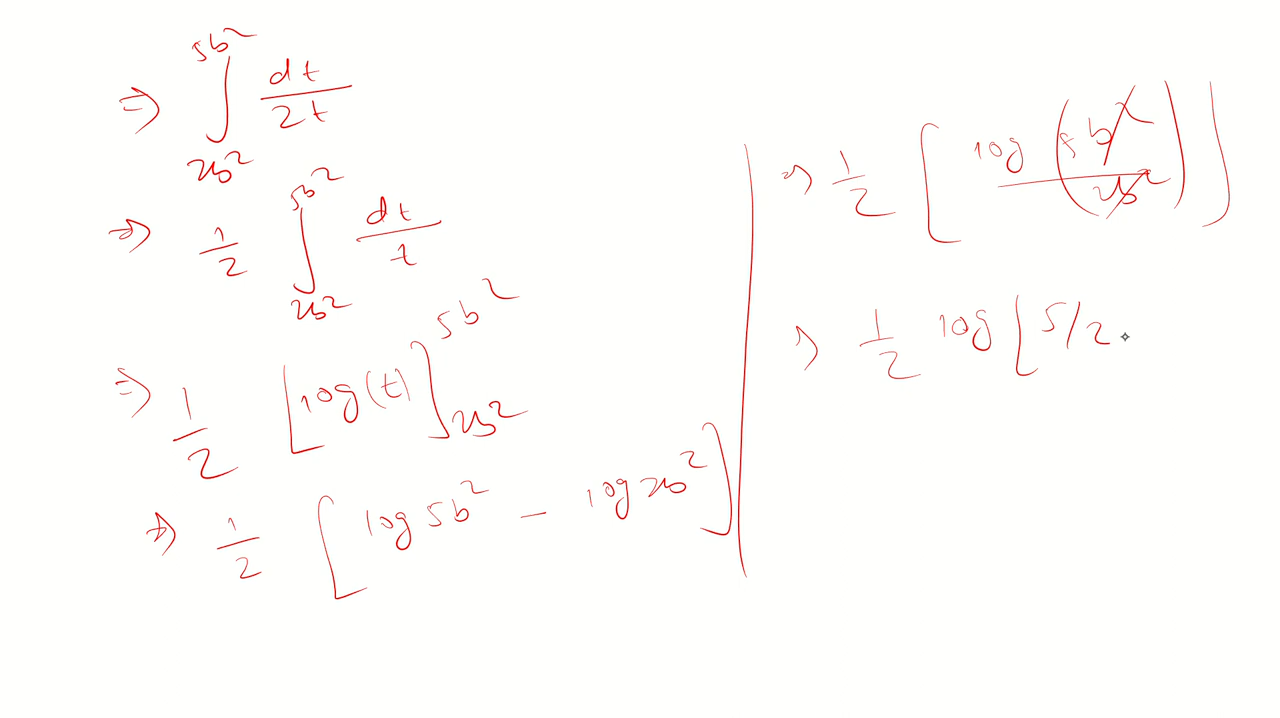 ⇒ ∫_{2b²}^{5b²} dt/2t
⇒ 1/2 ∫_{2b²}^{5b²} dt/t
⇒ 1/2 [log(t)]_{2b²}^{5b²}
⇒ 1/2 [log 5b² − log 2b²]
⇒ 1/2 [log (5b²/2b²)]
⇒ 1/2 log [5/2